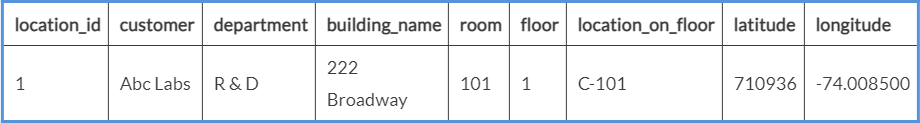 location_id customer department building_name room floor location_on_floor latitude longitude
1 Abc Labs R & D 222 Broadway 101 1 C-101 710936 -74.008500